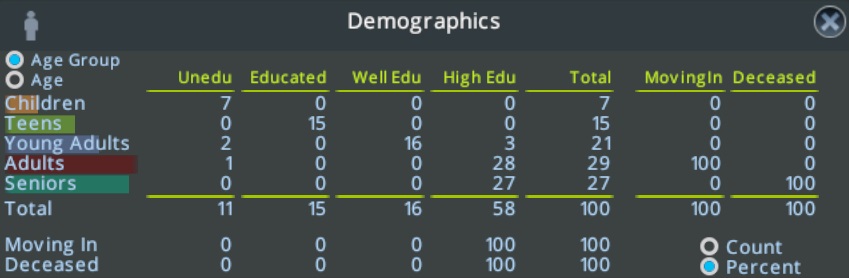 Demographics
Age Group
Age
Unedu Educated Well Edu High Edu Total MovingIn Deceased
Children 7 0 0 0 7 0 0
Teens 0 15 0 0 15 0 0
Young Adults 2 0 16 3 21 0 0
Adults 1 0 0 28 29 100 0
Seniors 0 0 0 27 27 0 100
Total 11 15 16 58 100 100 100
Moving In 0 0 0 100 100
Count
Deceased 0 0 0 100 100
Percent